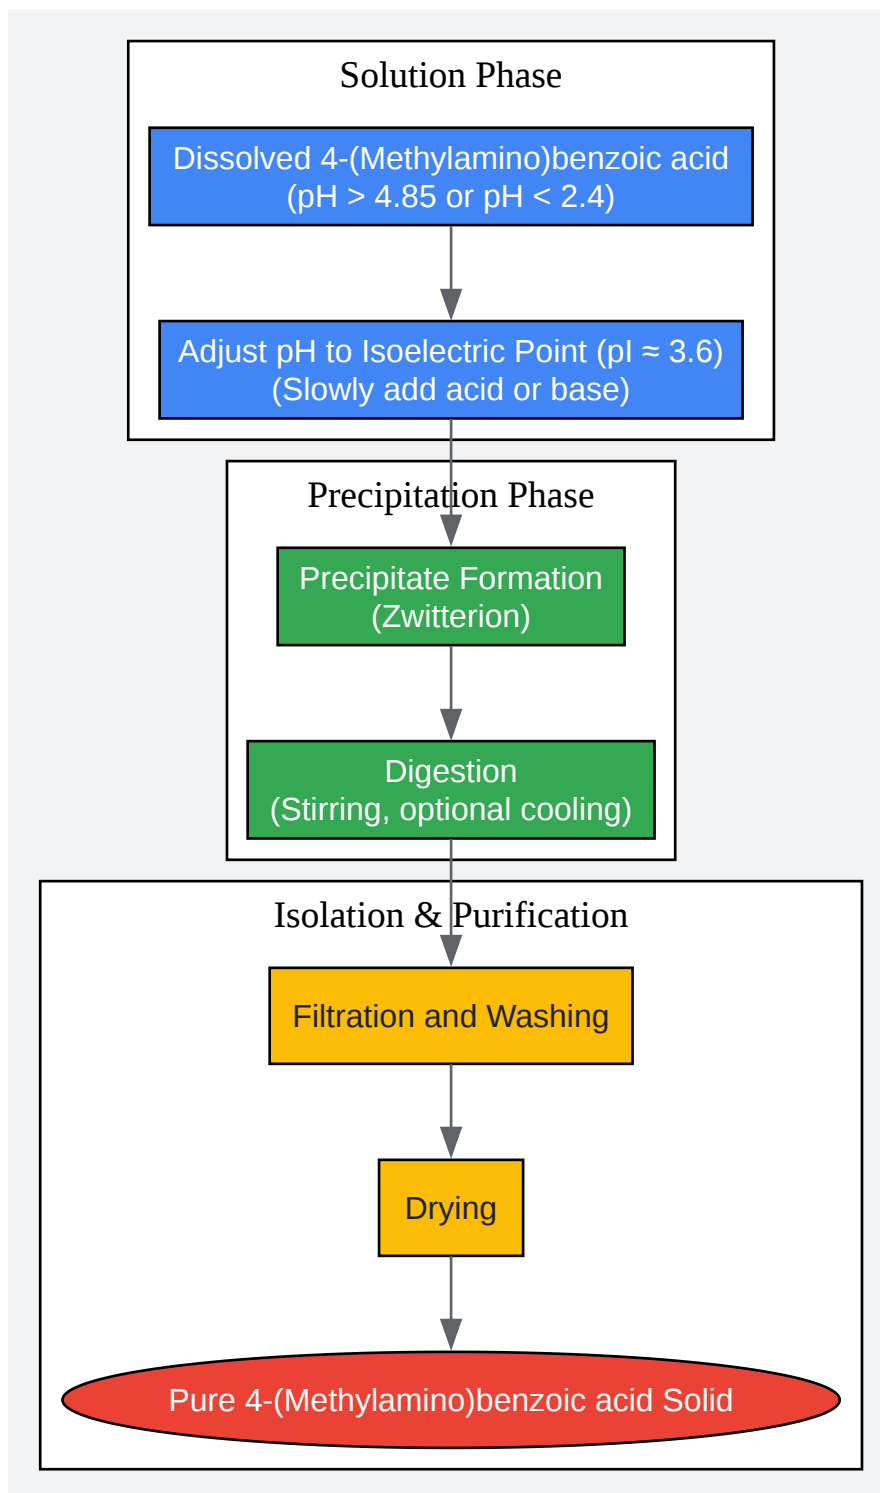 Solution Phase
Dissolved 4-(Methylamino)benzoic acid
(pH > 4.85 or pH < 2.4)
Adjust pH to Isoelectric Point (pI ≈ 3.6)
(Slowly add acid or base)
Precipitation Phase
Precipitate Formation
(Zwitterion)
Digestion
(Stirring, optional cooling)
Isolation & Purification
Filtration and Washing
Drying
Pure 4-(Methylamino)benzoic acid Solid